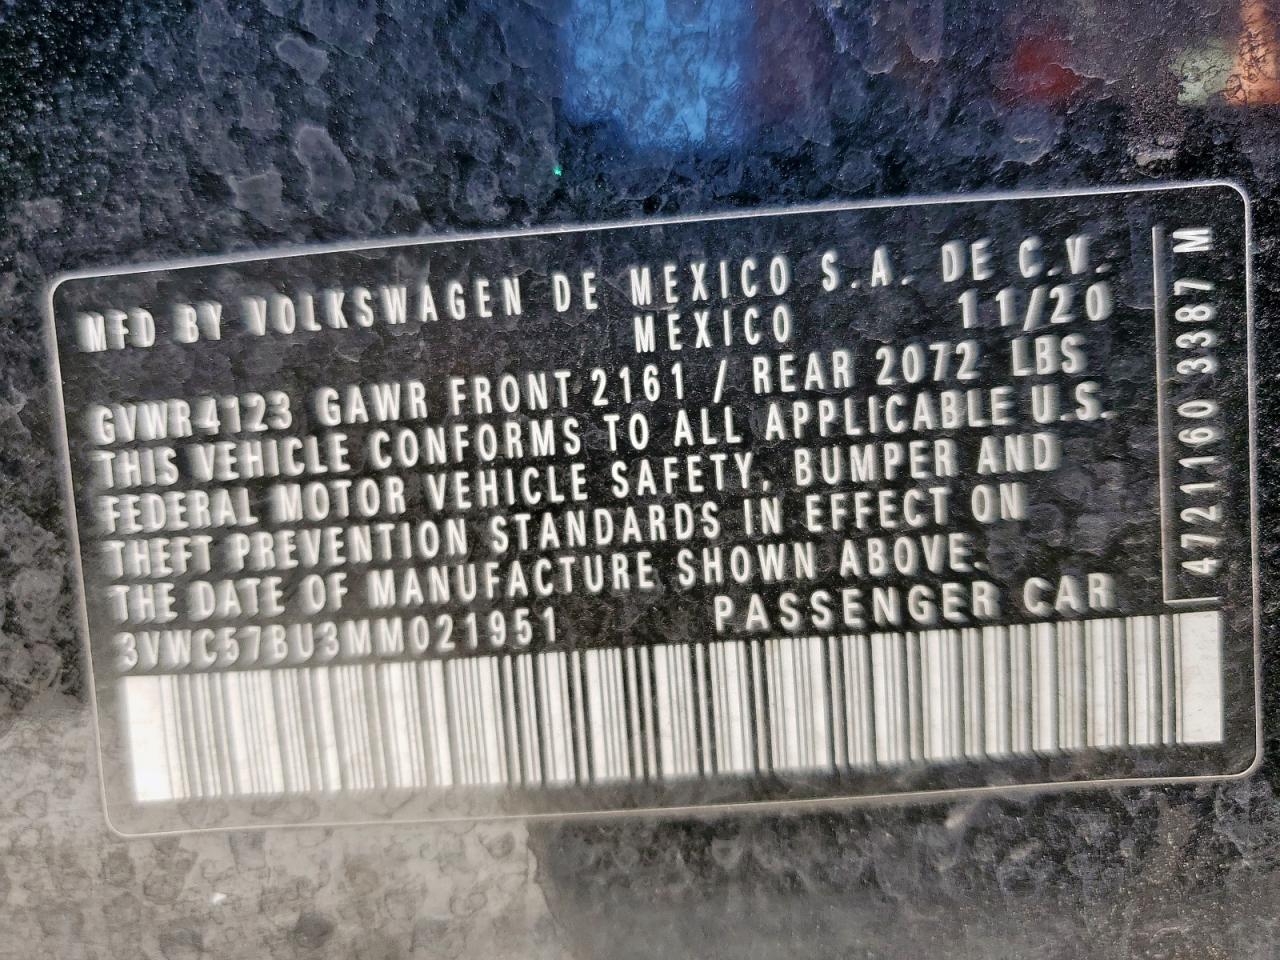 MFD BY VOLKSWAGEN DE MEXICO S.A. DE C.V.
MEXICO 11/20
GVWR4123 GAWR FRONT 2161 / REAR 2072 LBS
THIS VEHICLE CONFORMS TO ALL APPLICABLE U.S.
FEDERAL MOTOR VEHICLE SAFETY, BUMPER AND
THEFT PREVENTION STANDARDS IN EFFECT ON
THE DATE OF MANUFACTURE SHOWN ABOVE.
3VWC57BU3MM021951 PASSENGER CAR
4721160 3387 M